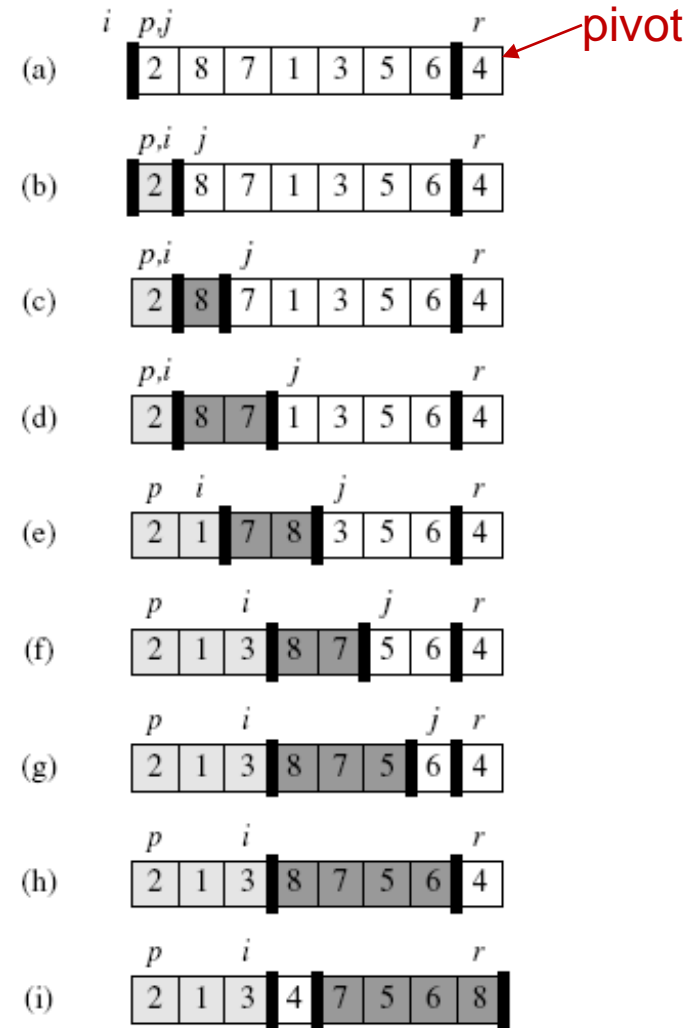 i p,j r pivot
(a) 2 8 7 1 3 5 6 4
p,i j r
(b) 2 8 7 1 3 5 6 4
p,i j r
(c) 2 8 7 1 3 5 6 4
p,i j r
(d) 2 8 7 1 3 5 6 4
p i j r
(e) 2 1 7 8 3 5 6 4
p i j r
(f) 2 1 3 8 7 5 6 4
p i j r
(g) 2 1 3 8 7 5 6 4
p i r
(h) 2 1 3 8 7 5 6 4
p i r
(i) 2 1 3 4 7 5 6 8